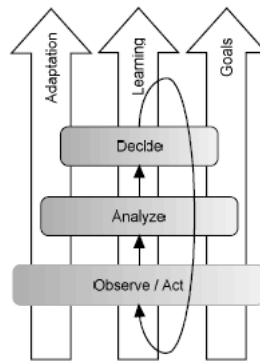 Adaptation
Learning
Goals
Decide
Analyze
Observe / Act